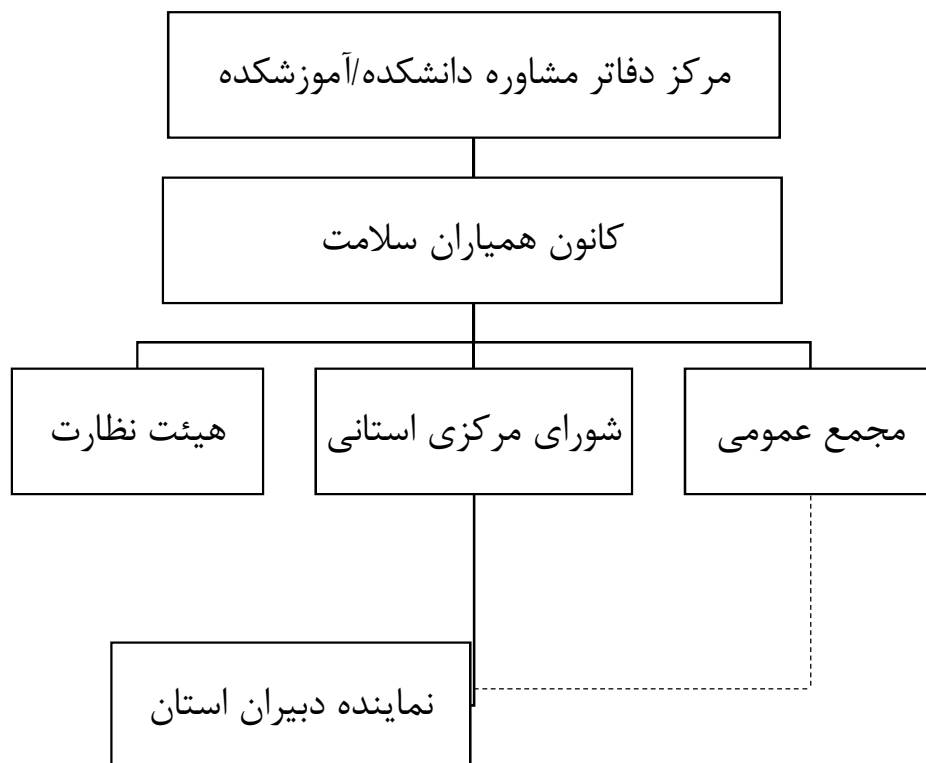 مرکز دفاتر مشاوره دانشکده/آموزشکده
کانون همیاران سلامت
مجمع عمومی
شورای مرکزی استانی
هیئت نظارت
نماینده دبیران استان